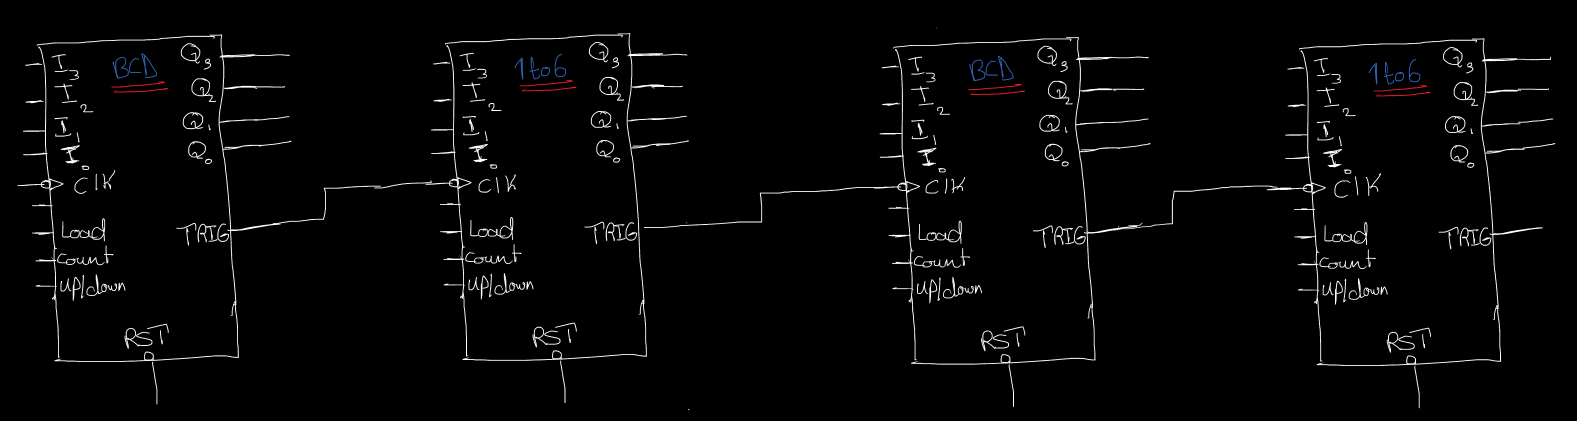 I3 BCD Q3
I2 Q2
I1 Q1
I0 Q0
ClK
Load TRIG
Count
UP/down
RST
I3 1to6 Q3
I2 Q2
I1 Q1
I0 Q0
ClK
Load TRIG
Count
UP/down
RST
I3 BCD Q3
I2 Q2
I1 Q1
I0 Q0
ClK
Load TRIG
Count
UP/down
RST
I3 1to6 Q3
I2 Q2
I1 Q1
I0 Q0
ClK
Load TRIG
Count
UP/down
RST